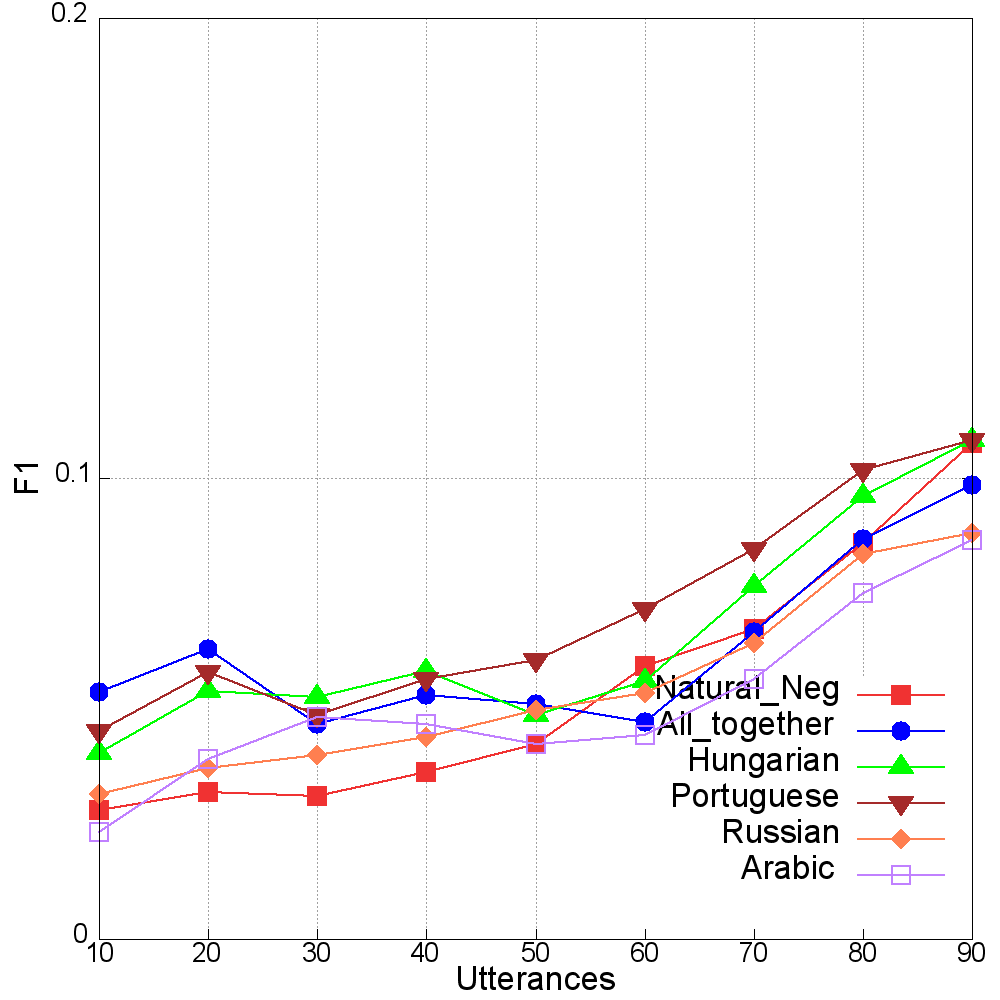 0.2
0.1
0
F1
10 20 30 40 50 60 70 80 90
Utterances
Natural_Neg
All_together
Hungarian
Portuguese
Russian
Arabic